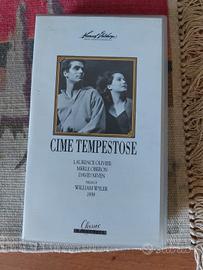 CIME TEMPESTOSE
LAURENCE OLIVIER
MERLE OBERON
DAVID NIVEN
WILLIAM WYLER
1939
Classic